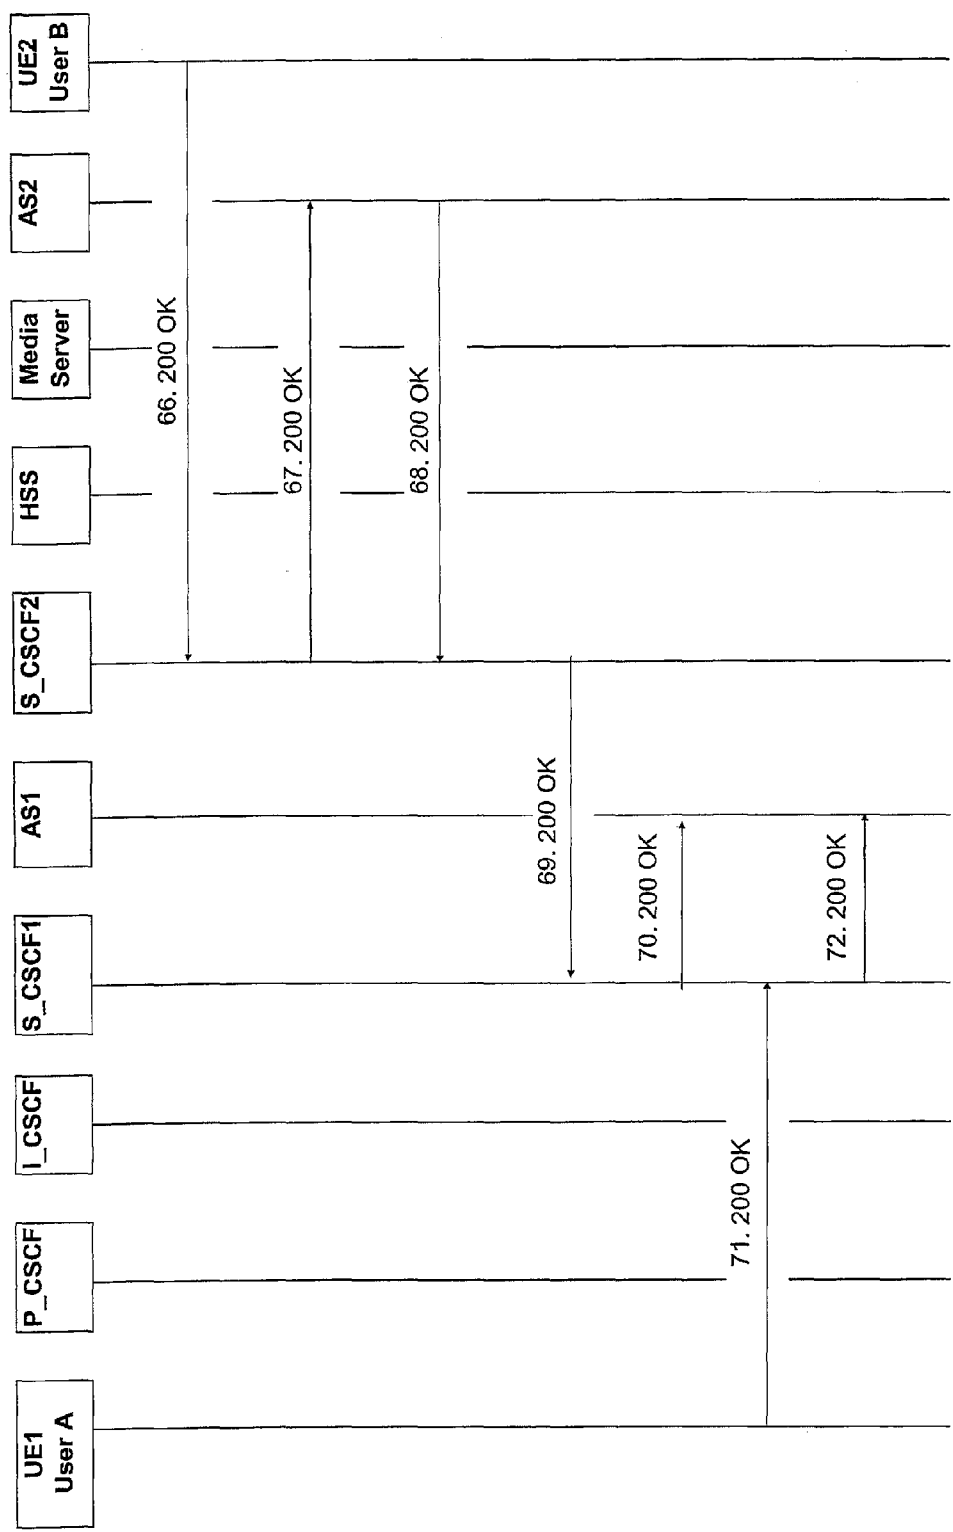 UE1
User A
P_CSCF
I_CSCF
S_CSCF1
AS1
S_CSCF2
HSS
Media
Server
AS2
UE2
User B
66. 200 OK
67. 200 OK
68. 200 OK
69. 200 OK
70. 200 OK
71. 200 OK
72. 200 OK